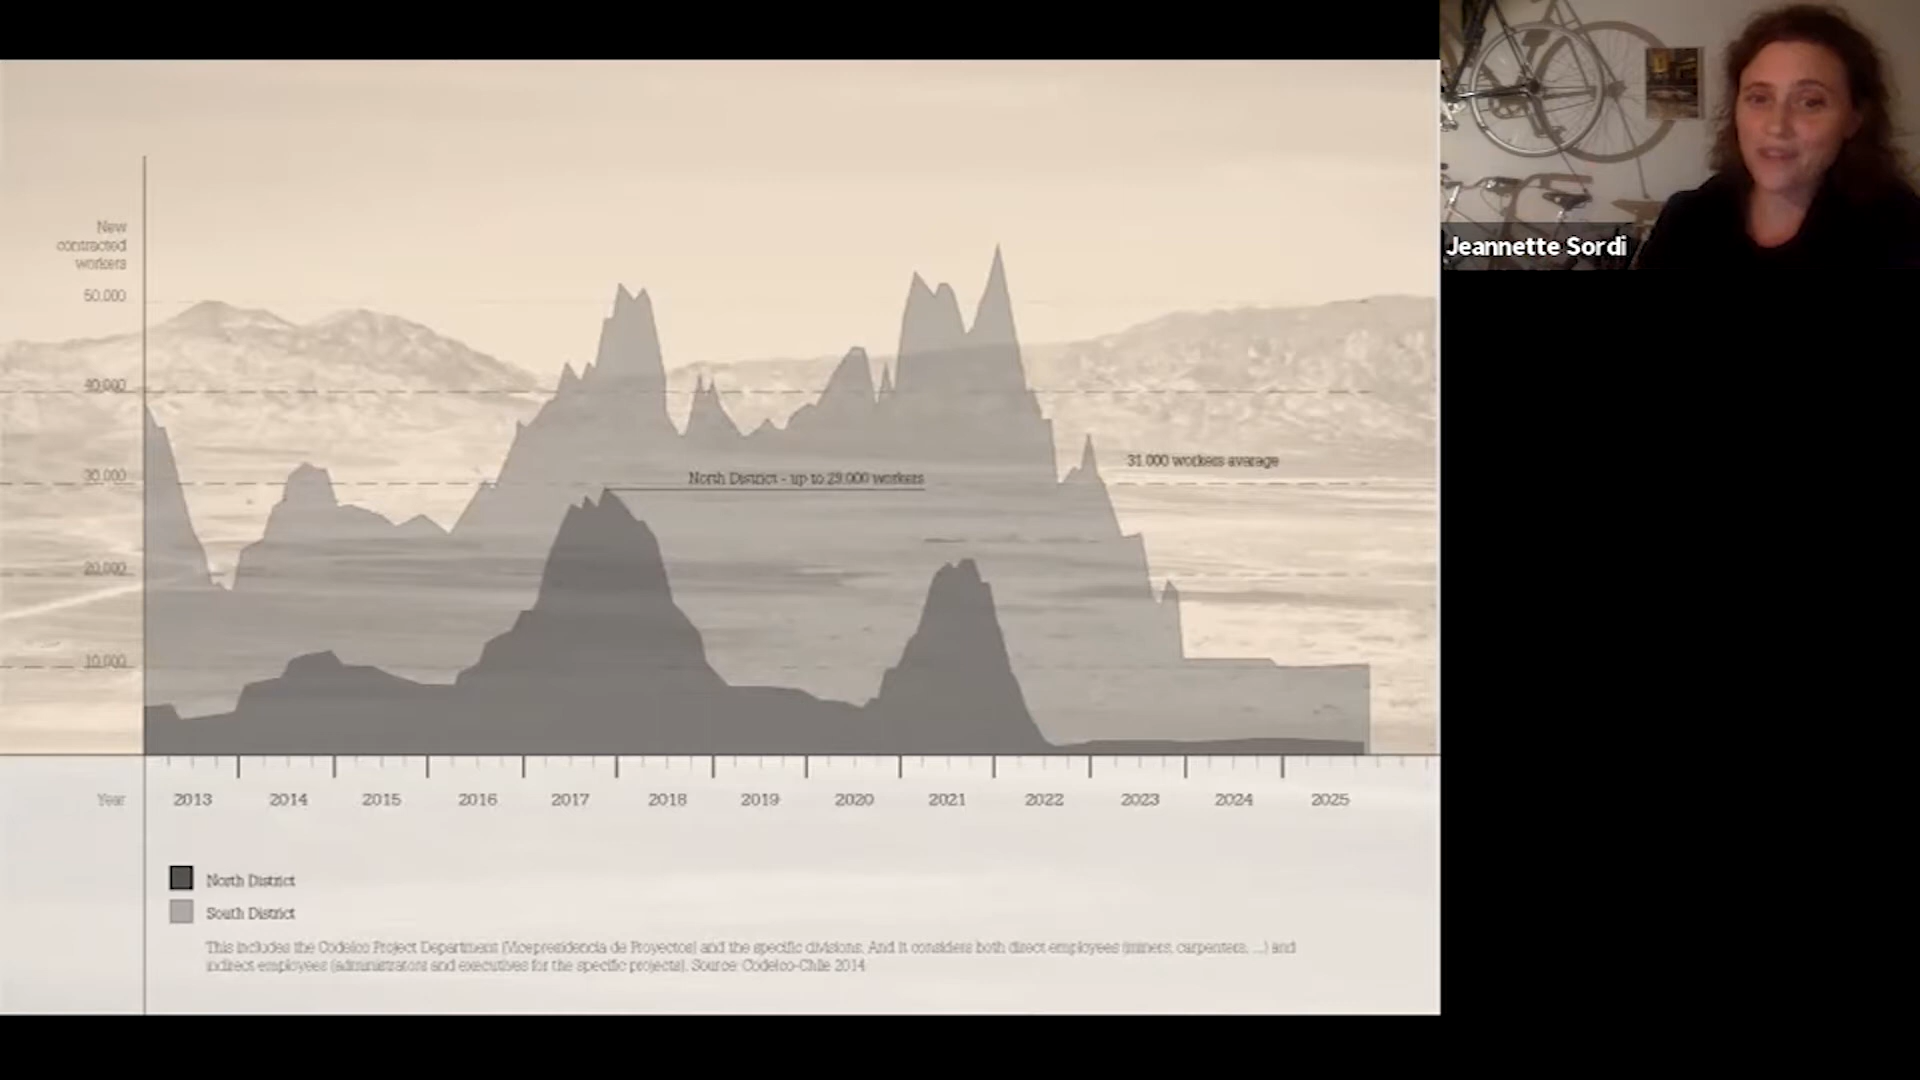 New
contracted
workers
50.000
40.000
30.000
20.000
10.000
North District - up to 29.000 workers
31.000 workers avarage
Year
2013 2014 2015 2016 2017 2018 2019 2020 2021 2022 2023 2024 2025
North District
South District
This includes the Codelco Project Department (Vicepresidencia de Proyectos) and the specific divisions. And it considers both direct employees (miners, carpenters, ...) and
indirect employees (administrators and executives for the specific projects). Source: Codelco-Chile 2014
Jeannette Sordi